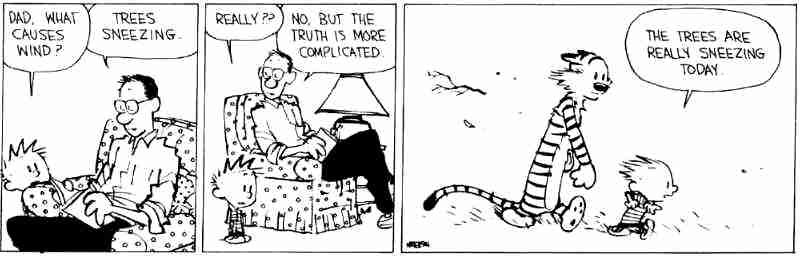 DAD, WHAT
CAUSES
WIND?
TREES
SNEEZING.
REALLY??
NO, BUT THE
TRUTH IS MORE
COMPLICATED.
THE TREES ARE
REALLY SNEEZING
TODAY.